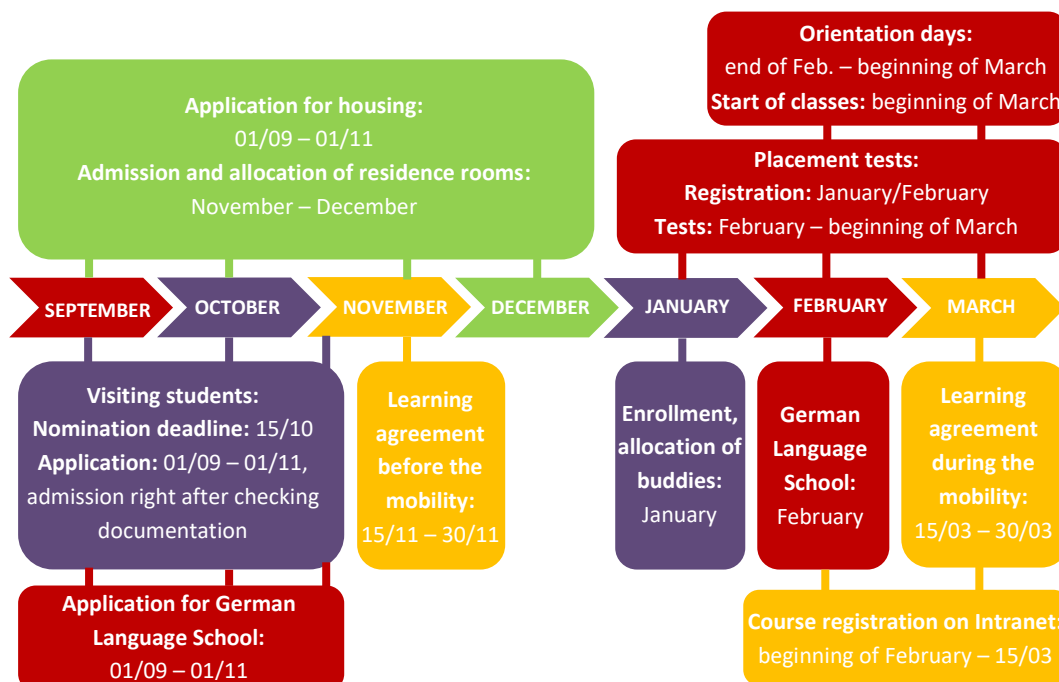 Orientation days:
end of Feb. – beginning of March
Start of classes: beginning of March
Application for housing:
01/09 – 01/11
Admission and allocation of residence rooms:
November – December
Placement tests:
Registration: January/February
Tests: February – beginning of March
SEPTEMBER
OCTOBER
NOVEMBER
DECEMBER
JANUARY
FEBRUARY
MARCH
Visiting students:
Nomination deadline: 15/10
Application: 01/09 – 01/11,
admission right after checking
documentation
Learning
agreement
before the
mobility:
15/11 – 30/11
Enrollment,
allocation of
buddies:
January
German
Language
School:
February
Learning
agreement
during the
mobility:
15/03 – 30/03
Application for German
Language School:
01/09 – 01/11
Course registration on Intranet:
beginning of February – 15/03